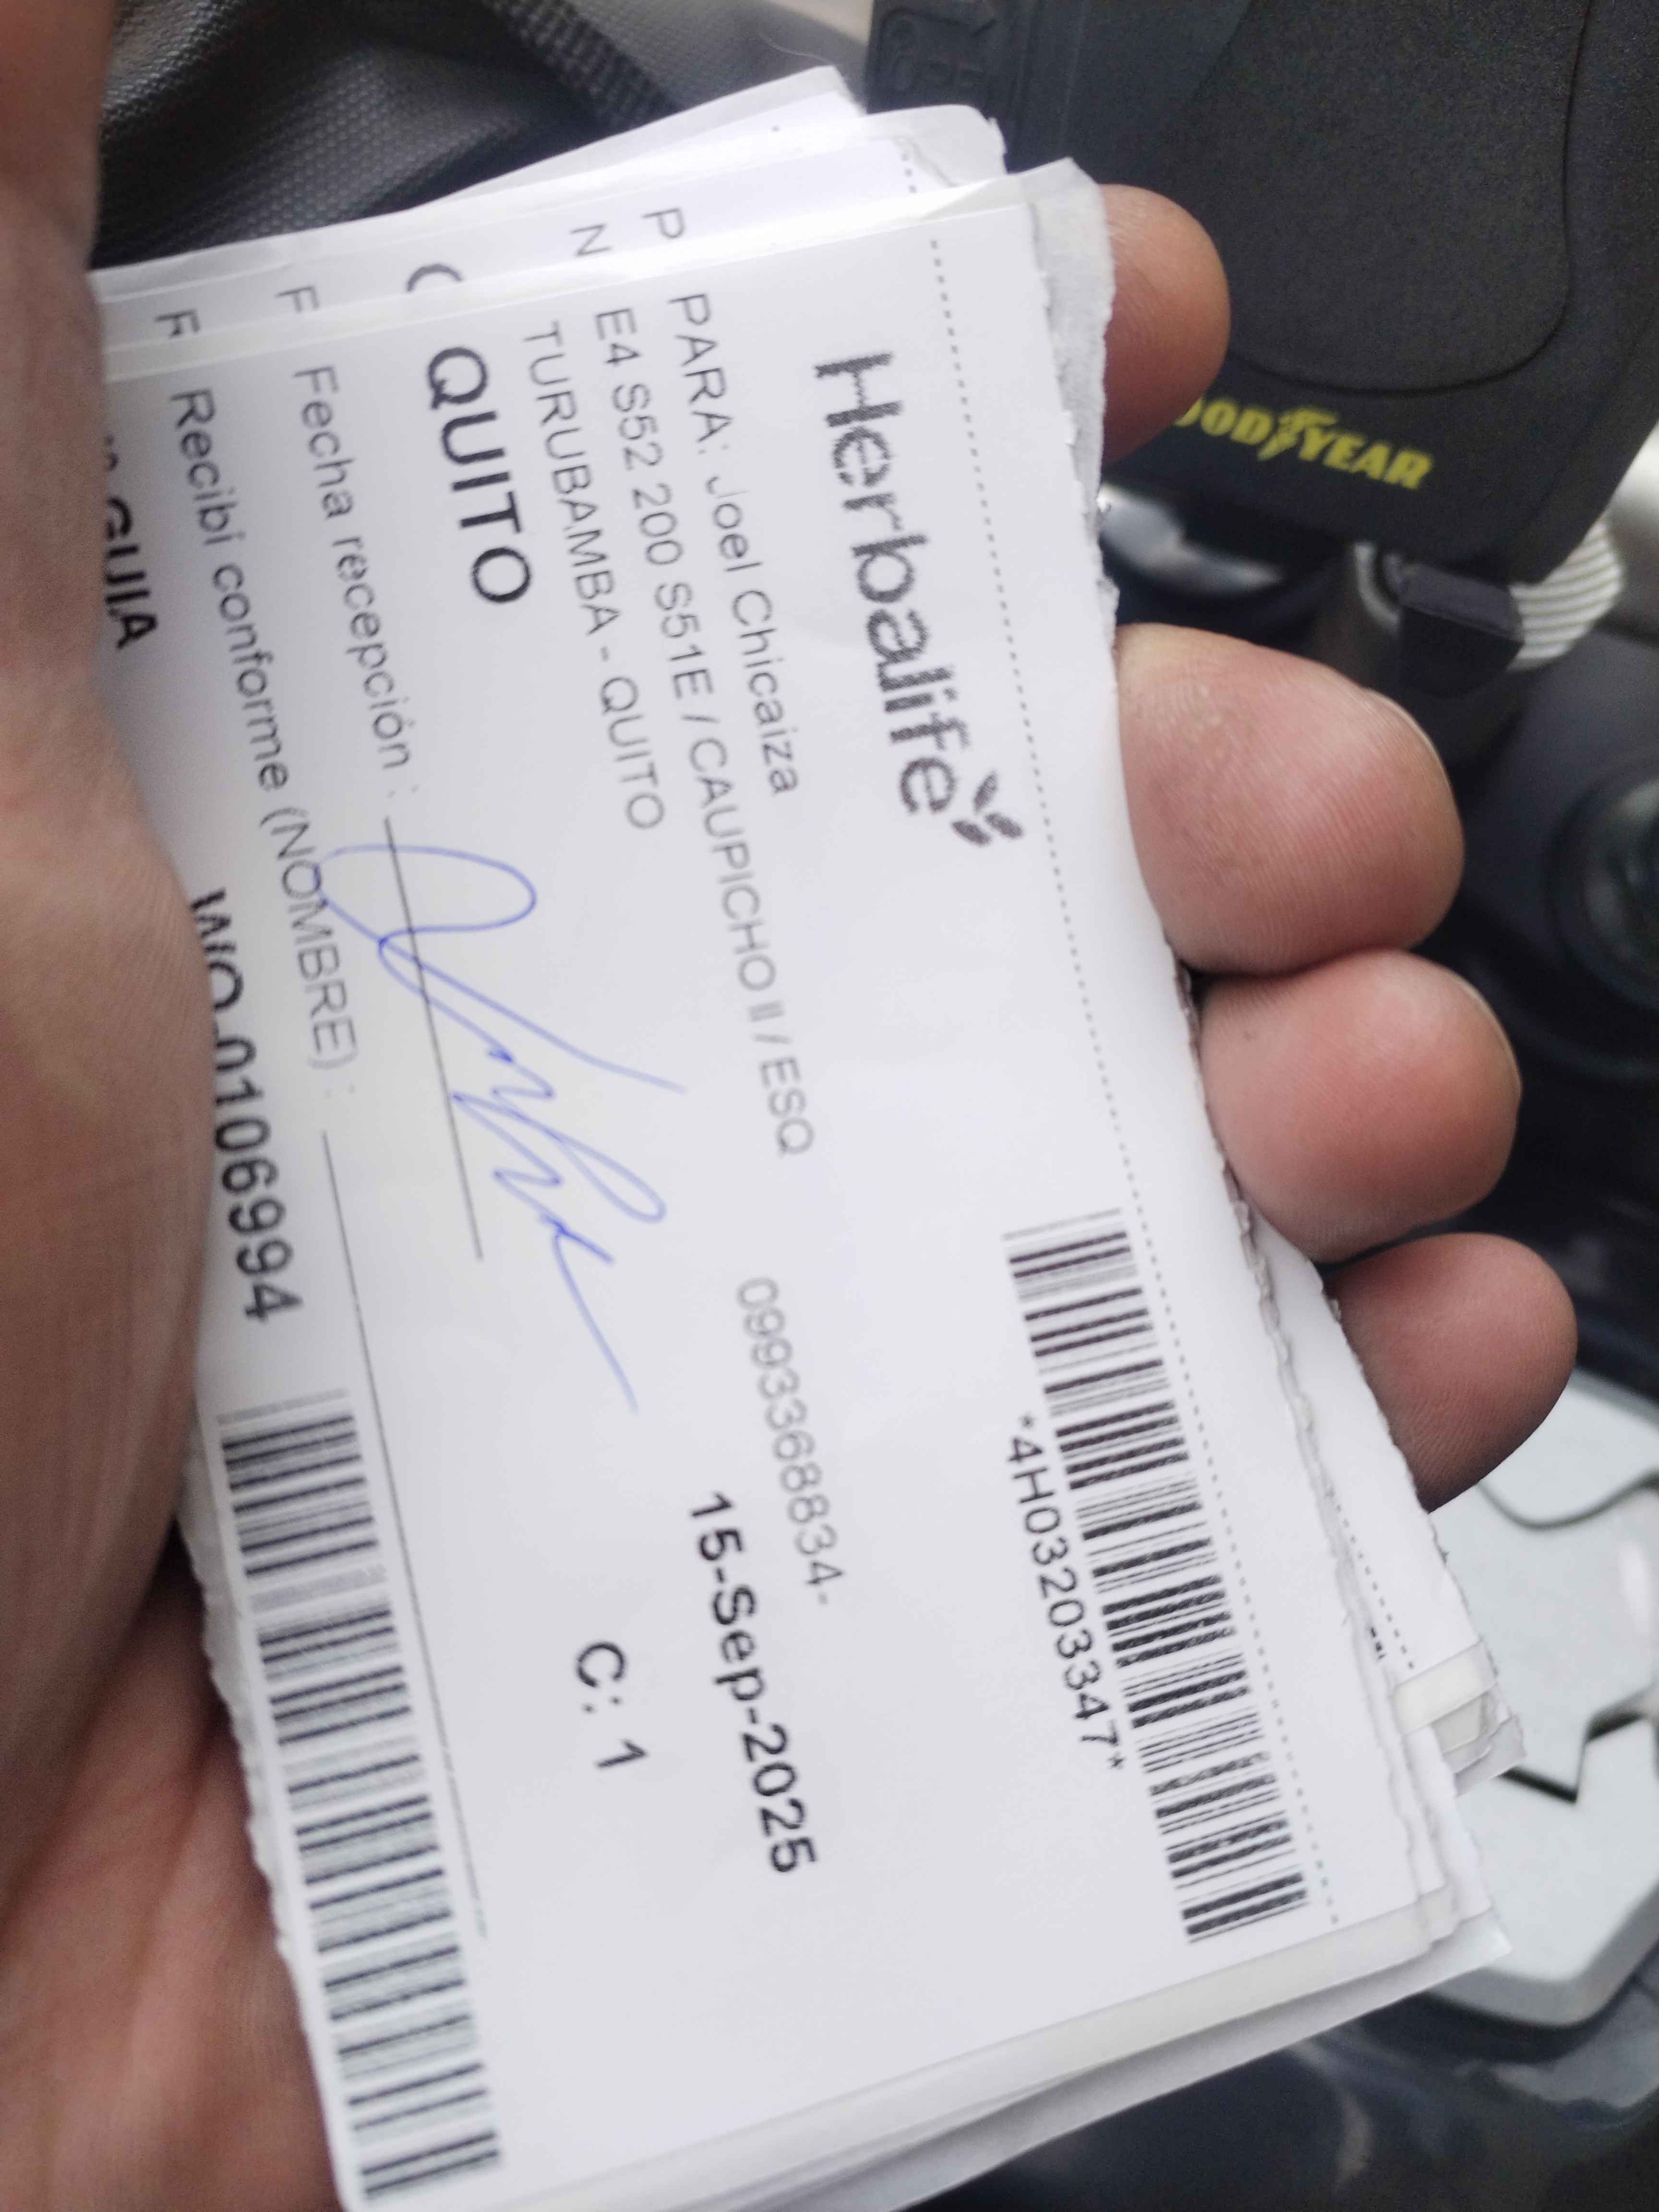 Herbalife
*4H03203347*
PARA: Joel Chicaiza
E4 S52 200 S51E / CAUPICHO II / ESQ
0993368834-
TURUBAMBA - QUITO
15-Sep-2025
QUITO
C: 1
Fecha recepción :
Recibí conforme (NOMBRE) :
GUIA
WO-0106994
P
N
F
F
GOODYEAR